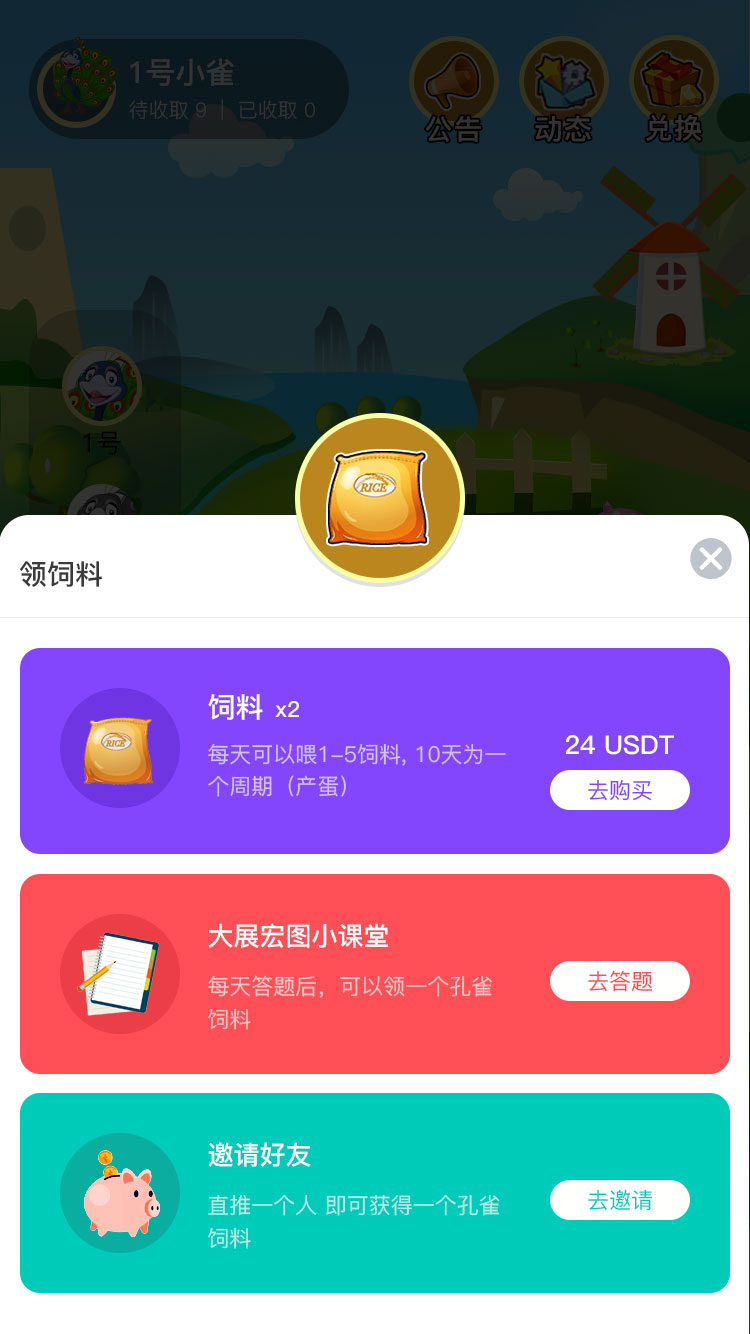 1号小雀
待收取 9 | 已收取 0
公告
动态
兑换
1号
RICE
领饲料
饲料 x2
每天可以喂1-5饲料, 10天为一
个周期（产蛋）
RICE
24 USDT
去购买
大展宏图小课堂
每天答题后，可以领一个孔雀
饲料
去答题
邀请好友
直推一个人 即可获得一个孔雀
饲料
去邀请